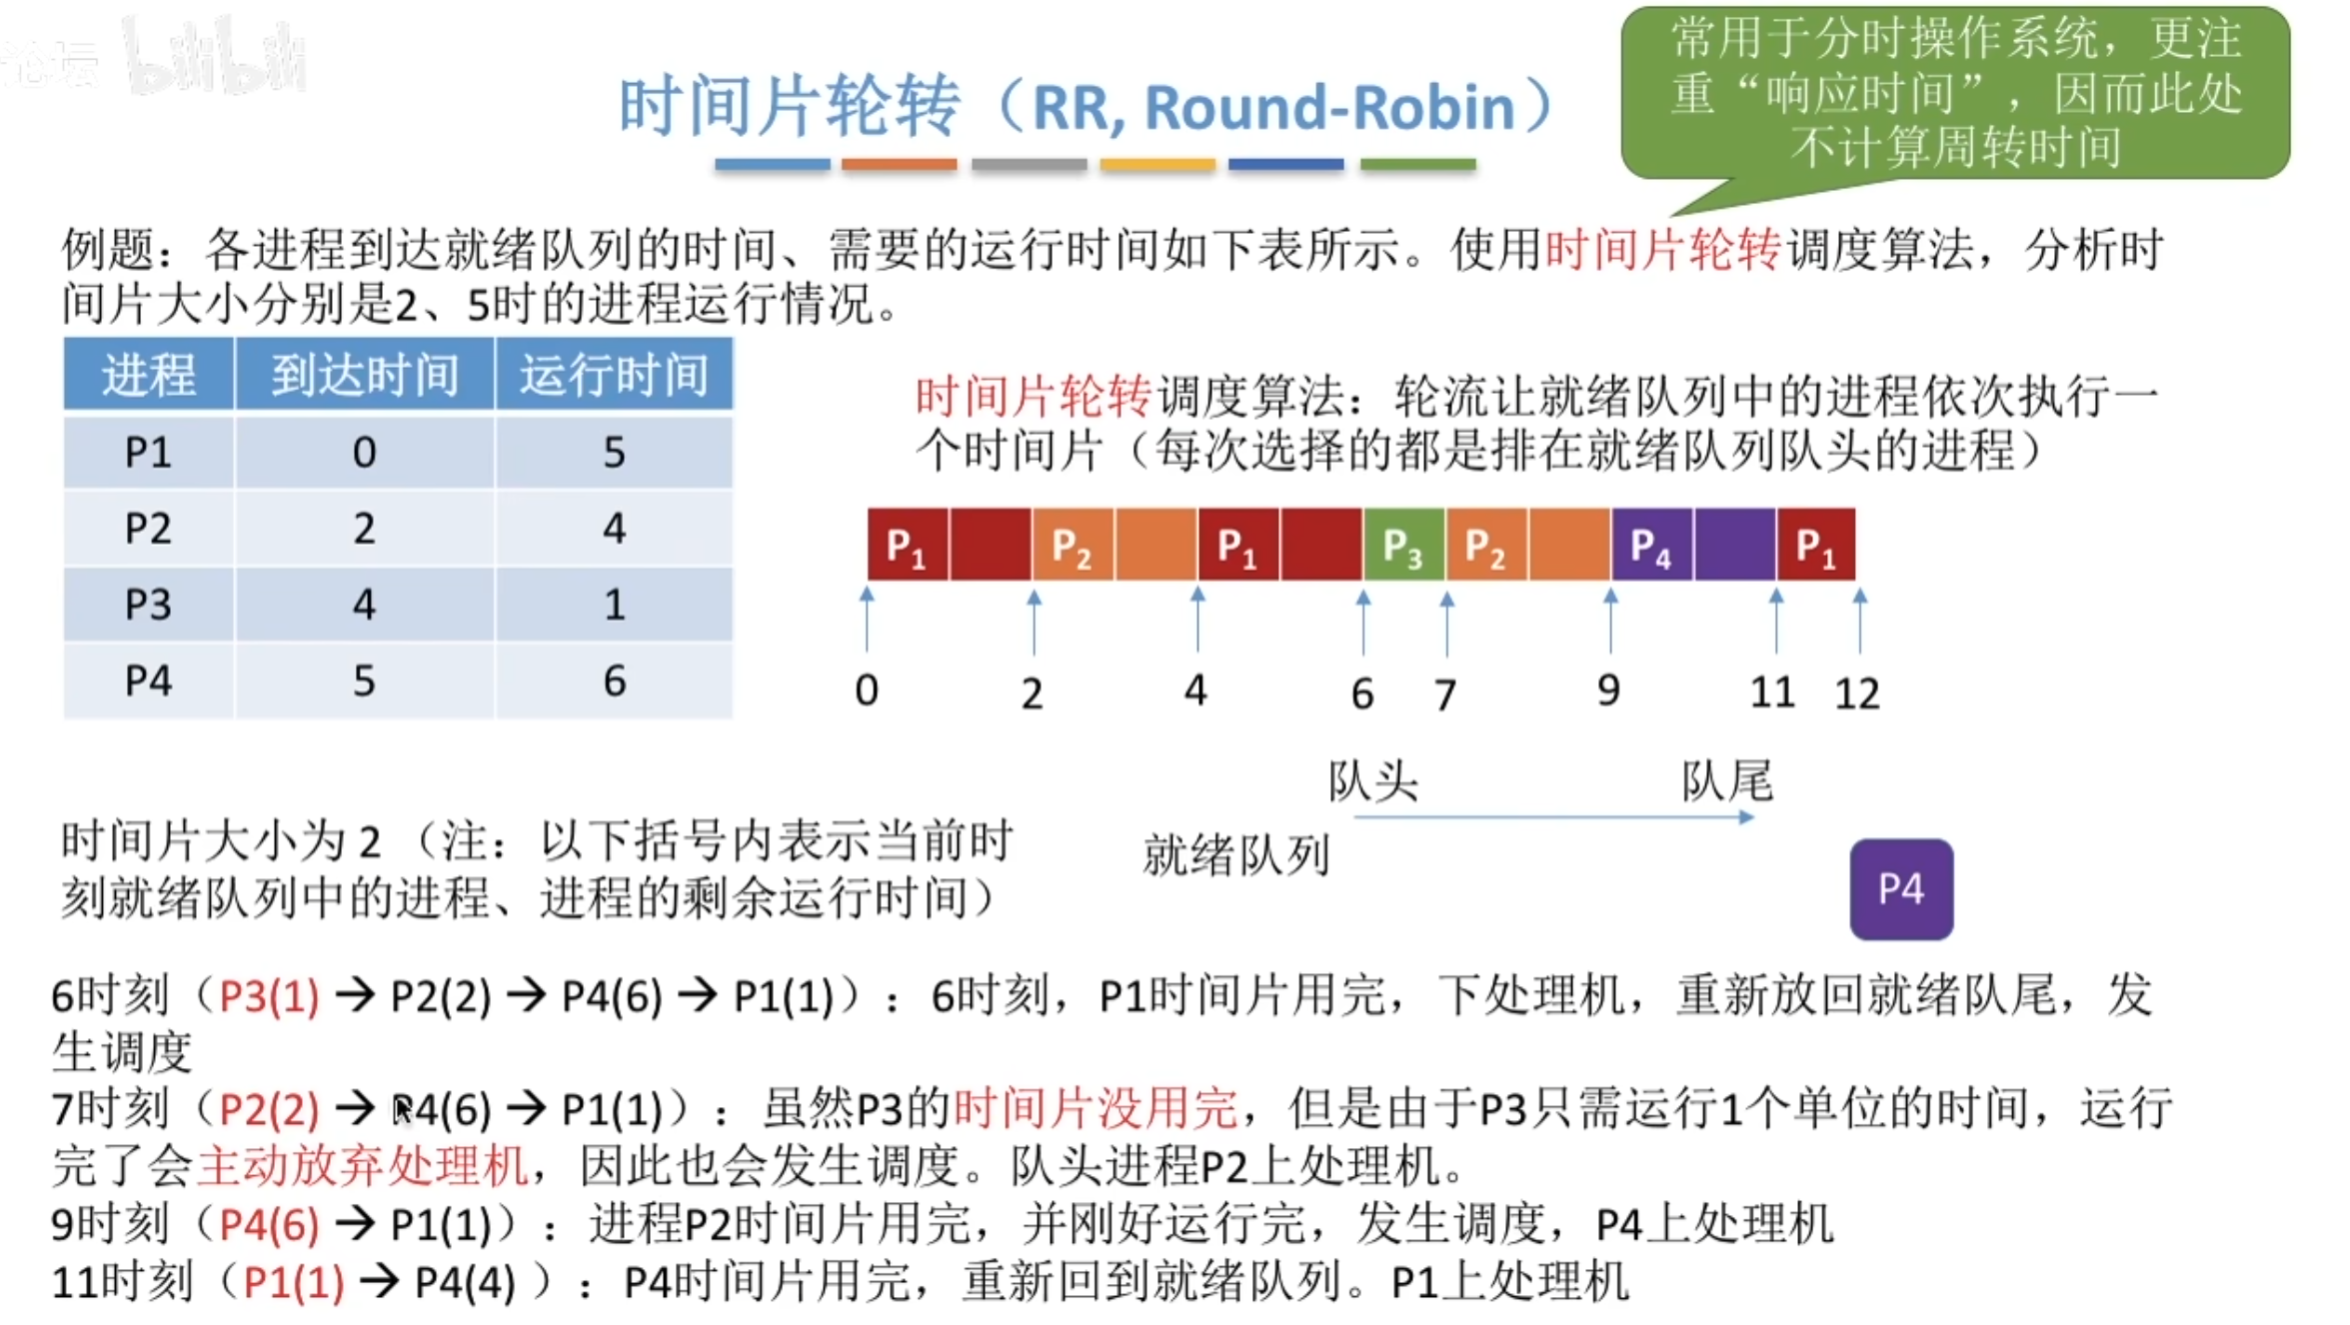 论坛 bilibili
时间片轮转（RR, Round-Robin）
常用于分时操作系统，更注
重“响应时间”，因而此处
不计算周转时间
例题：各进程到达就绪队列的时间、需要的运行时间如下表所示。使用时间片轮转调度算法，分析时
间片大小分别是2、5时的进程运行情况。
进程 到达时间 运行时间
P1 0 5
P2 2 4
P3 4 1
P4 5 6
时间片轮转调度算法：轮流让就绪队列中的进程依次执行一
个时间片（每次选择的都是排在就绪队列队头的进程）
P1 P2 P1 P3 P2 P4 P1
0 2 4 6 7 9 11 12
队头 队尾
就绪队列
P4
时间片大小为 2 （注：以下括号内表示当前时
刻就绪队列中的进程、进程的剩余运行时间）
6时刻（P3(1) → P2(2) → P4(6) → P1(1)）：6时刻，P1时间片用完，下处理机，重新放回就绪队尾，发
生调度
7时刻（P2(2) → P4(6) → P1(1)）：虽然P3的时间片没用完，但是由于P3只需运行1个单位的时间，运行
完了会主动放弃处理机，因此也会发生调度。队头进程P2上处理机。
9时刻（P4(6) → P1(1)）：进程P2时间片用完，并刚好运行完，发生调度，P4上处理机
11时刻（P1(1) → P4(4) ）：P4时间片用完，重新回到就绪队列。P1上处理机